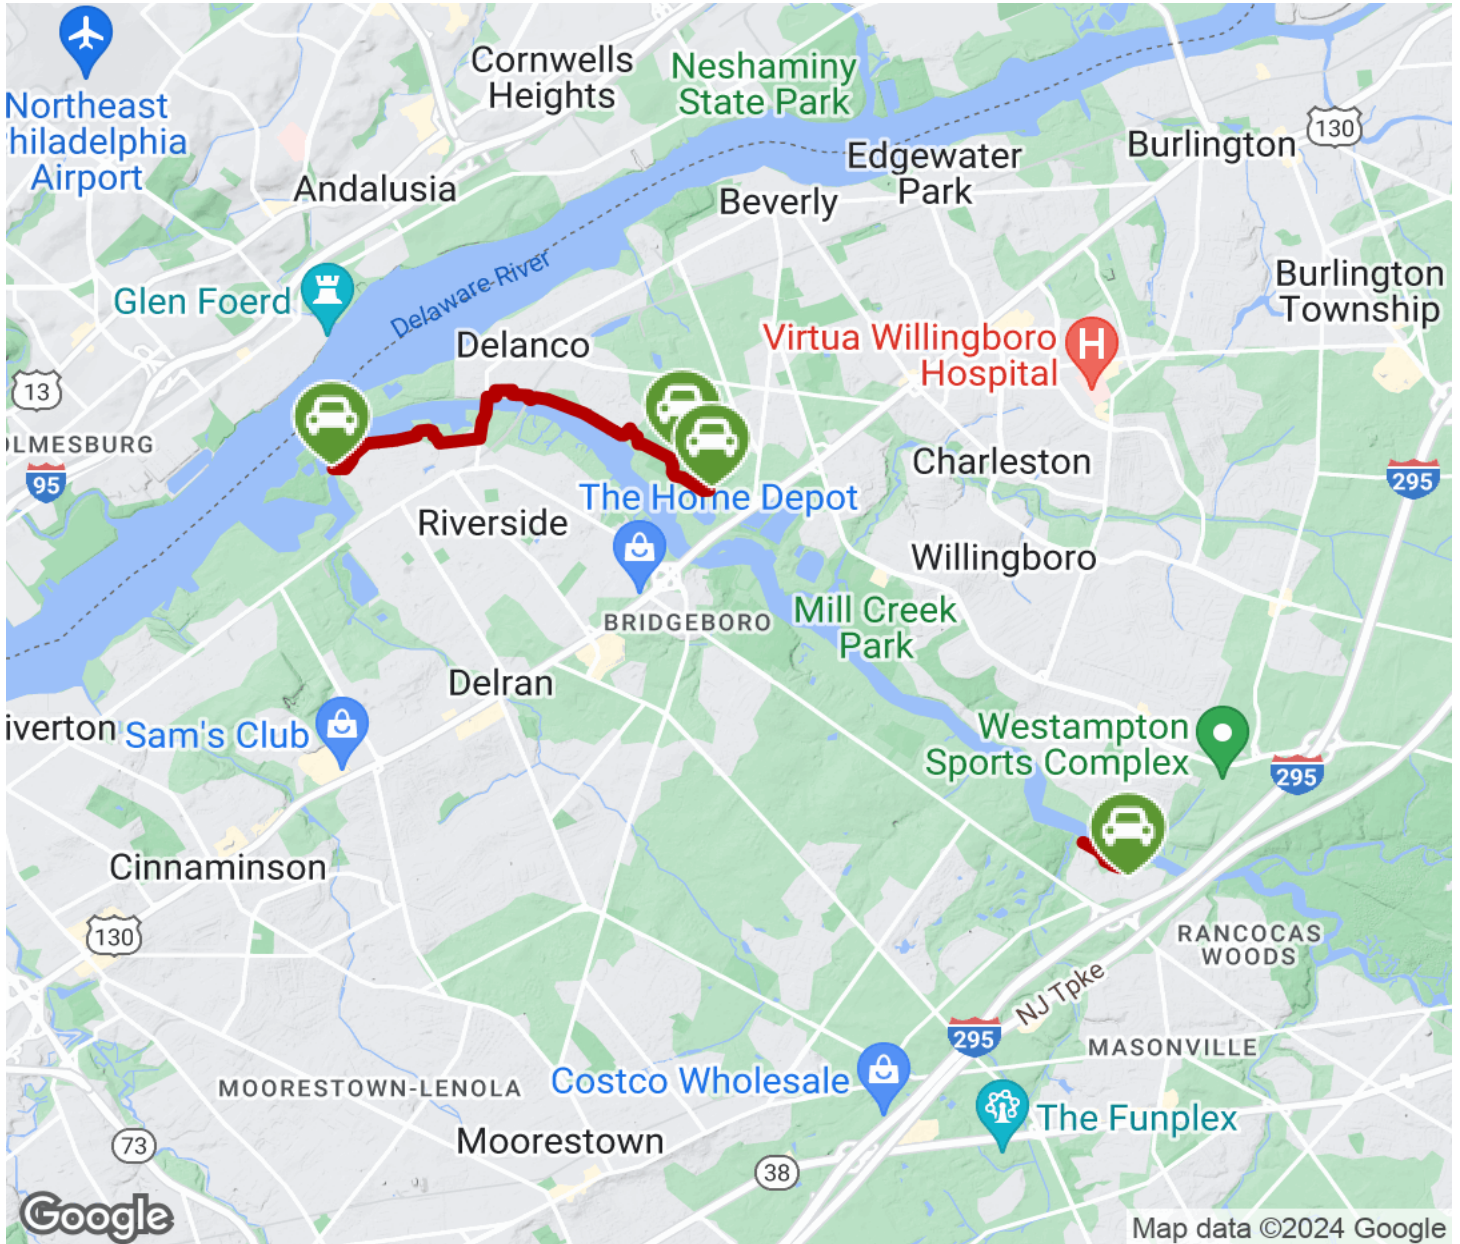 Cornwells
Heights
Neshaminy
State Park
Northeast
Philadelphia
Airport
130
Burlington
Edgewater
Park
Andalusia
Beverly
Burlington
Township
Glen Foerd
Delaware River
Delanco
Virtua Willingboro
Hospital
H
13
OLMESBURG
95
Charleston
295
The Home Depot
Riverside
Willingboro
BRIDGEBORO
Mill Creek
Park
Delran
iverton
Sam's Club
Westampton
Sports Complex
295
Cinnaminson
130
RANCOCAS
WOODS
NJ Tpke
295
MASONVILLE
MOORESTOWN-LENOLA
Costco Wholesale
The Funplex
73
Moorestown
38
Google
Map data ©2024 Google